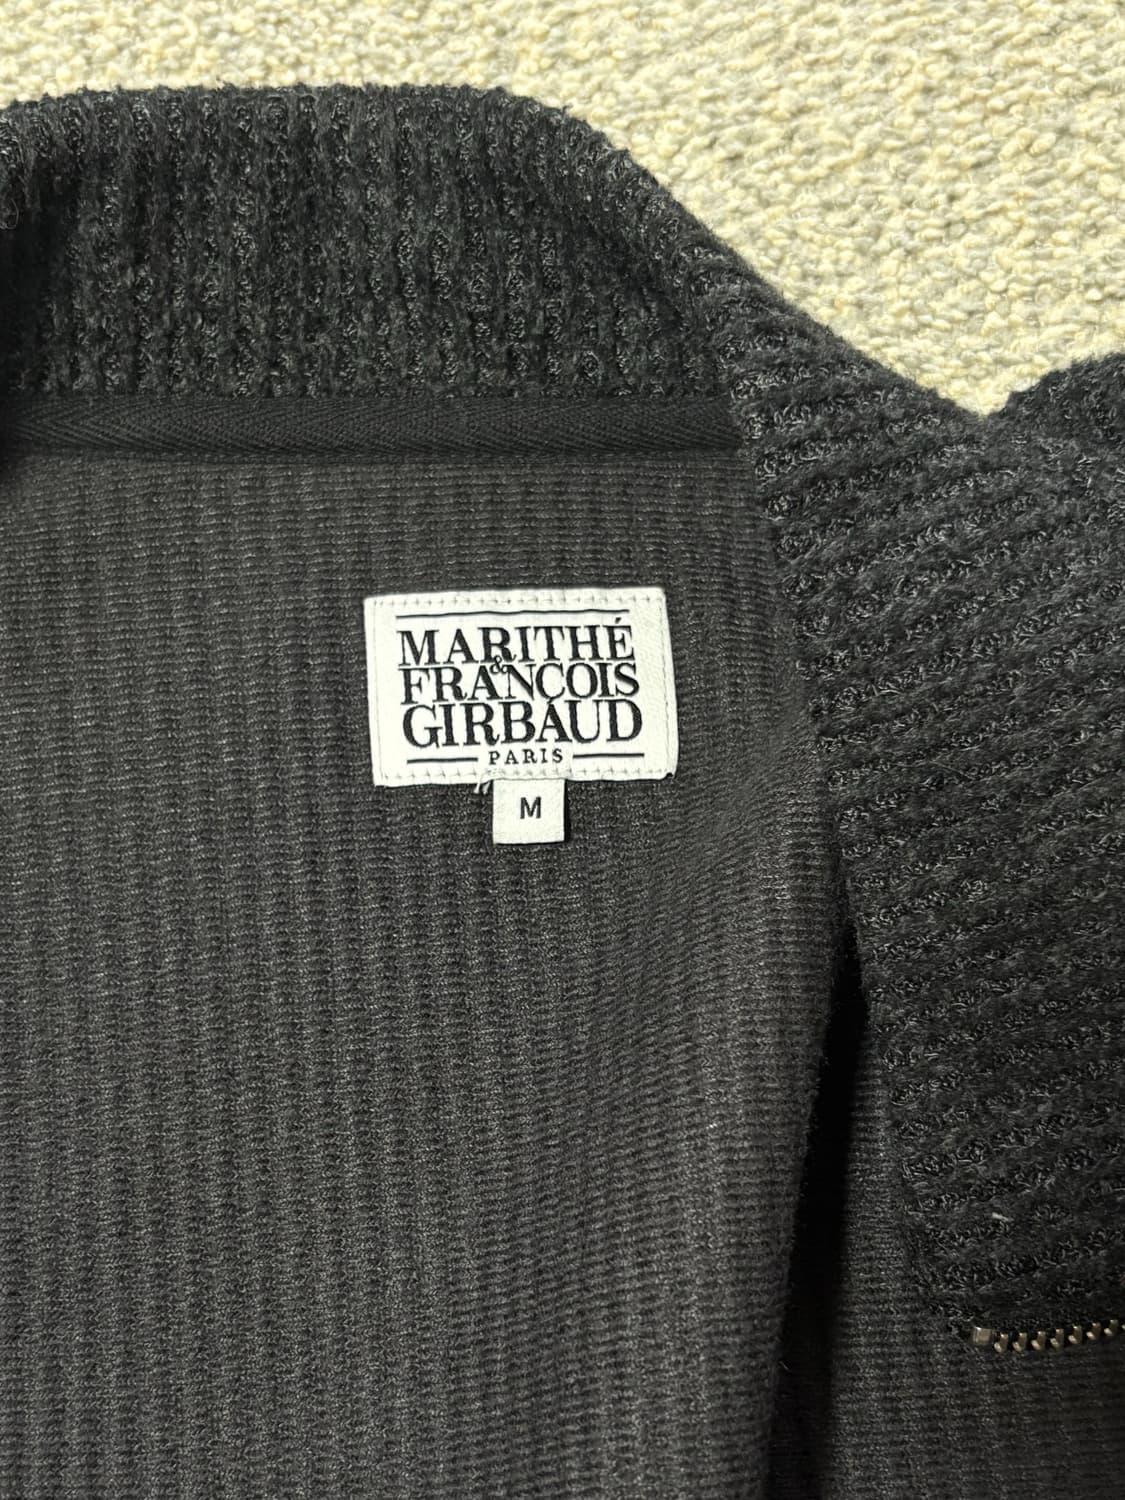 MARITHÉ
&
FRANÇOIS
GIRBAUD
PARIS
M